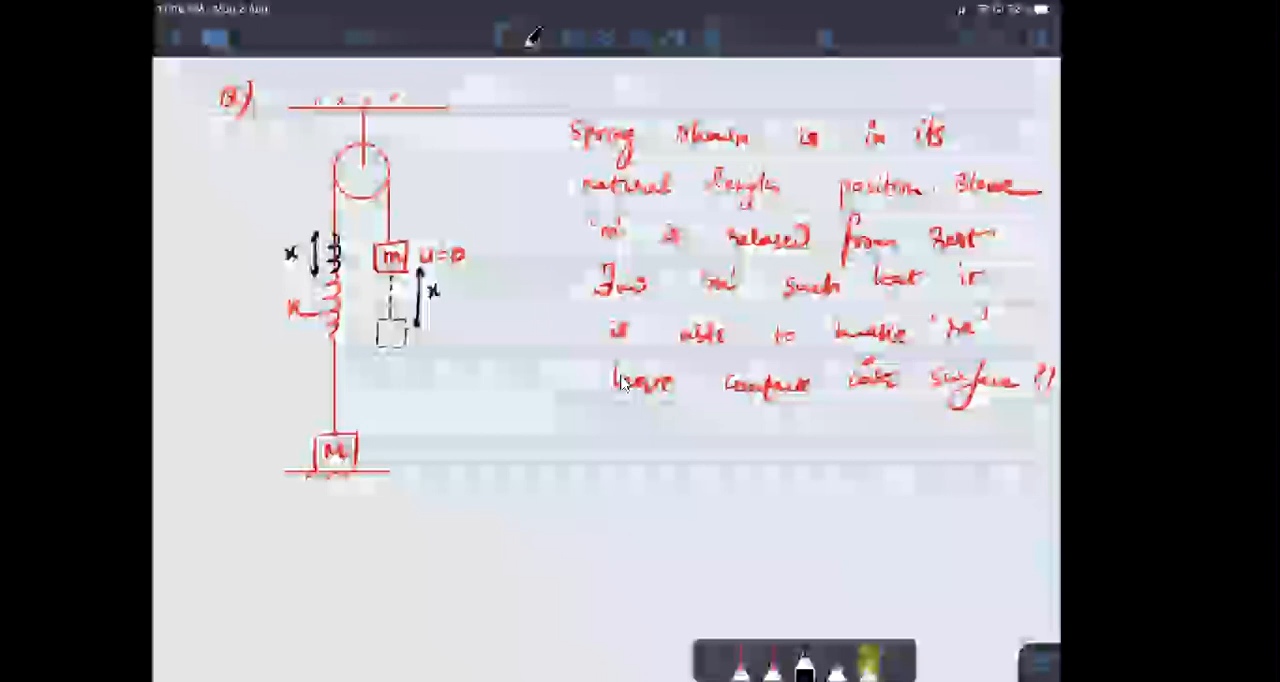 Spring shown is in its
natural length position. Block
'm' is released from rest
Find 'm' such that it
is able to make 'M'
leave contact with surface !!
x
m u=0
x
K
M